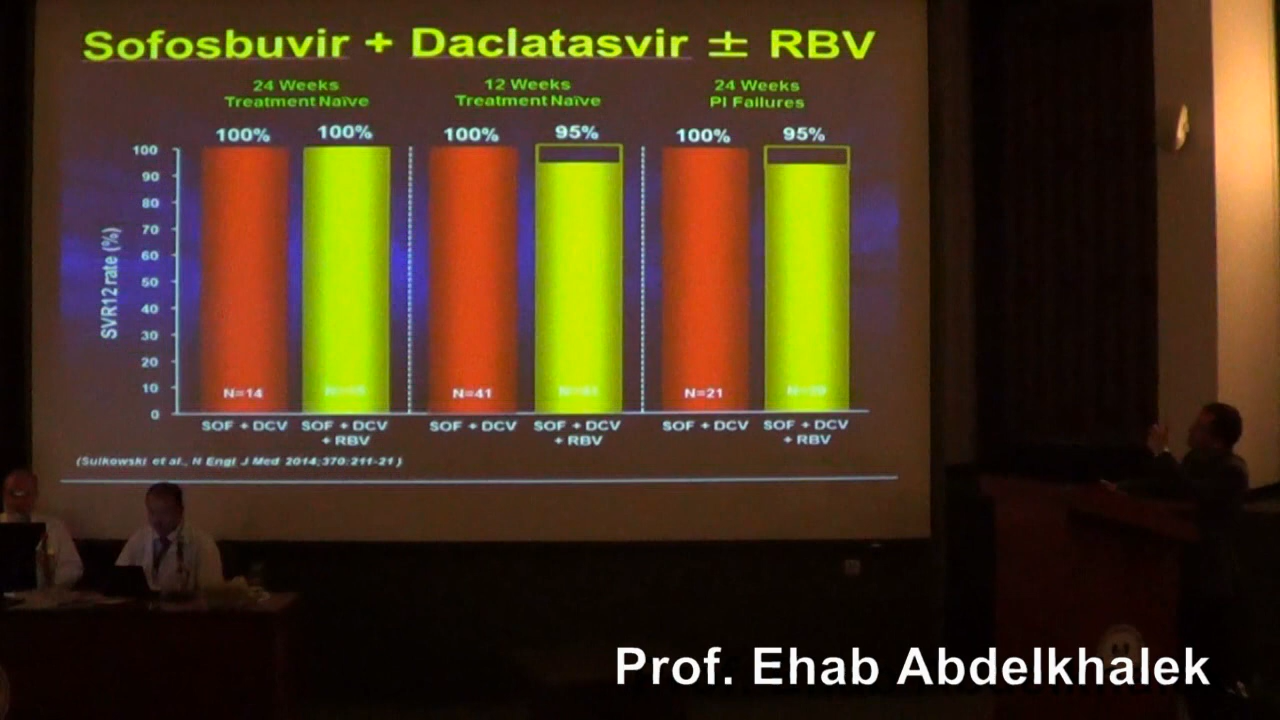 Sofosbuvir + Daclatasvir ± RBV
24 Weeks
Treatment Naïve
12 Weeks
Treatment Naïve
24 Weeks
PI Failures
100%
100%
100%
95%
100%
95%
SVR12 rate (%)
100
90
80
70
60
50
40
30
20
10
0
N=14
N=41
N=21
SOF + DCV
SOF + DCV
+ RBV
SOF + DCV
SOF + DCV
+ RBV
SOF + DCV
SOF + DCV
+ RBV
(Sulkowski et al., N Engl J Med 2014;370:211-21)
Prof. Ehab Abdelkhalek